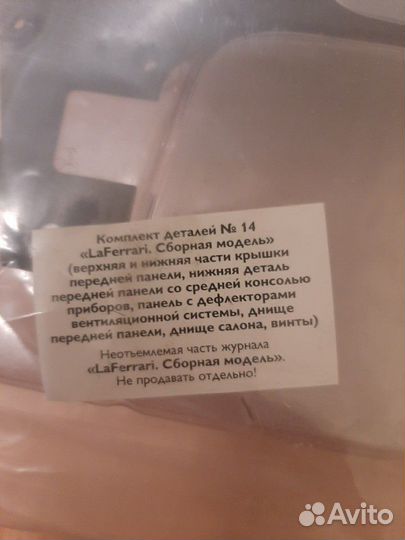 Комплект деталей № 14
«LaFerrari. Сборная модель»
(верхняя и нижняя части крышки
передней панели, нижняя деталь
передней панели со средней консолью
приборов, панель с дефлекторами
вентиляционной системы, днище
передней панели, днище салона, винты)
Неотъемлемая часть журнала
«LaFerrari. Сборная модель».
Не продавать отдельно!
Avito